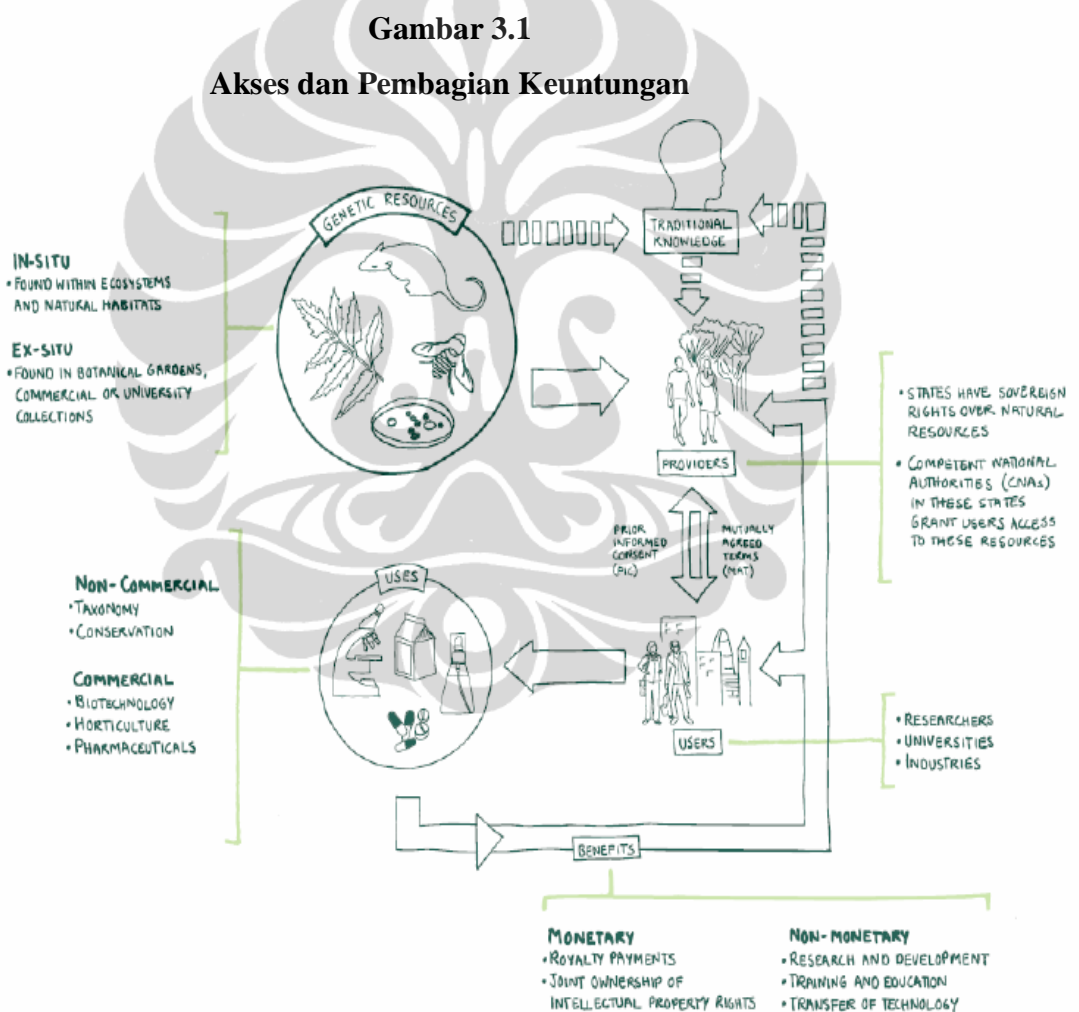 Gambar 3.1
Akses dan Pembagian Keuntungan
GENETIC RESOURCES
TRADITIONAL
KNOWLEDGE
IN-SITU
• FOUND WITHIN ECOSYSTEMS
AND NATURAL HABITATS
EX-SITU
• FOUND IN BOTANICAL GARDENS,
COMMERCIAL OR UNIVERSITY
COLLECTIONS
PROVIDERS
• STATES HAVE SOVEREIGN
RIGHTS OVER NATURAL
RESOURCES
• COMPETENT NATIONAL
AUTHORITIES (CNAs)
IN THESE STATES
GRANT USERS ACCESS
TO THESE RESOURCES
PRIOR
INFORMED
CONSENT
(PIC)
MUTUALLY
AGREED
TERMS
(MAT)
USES
NON-COMMERCIAL
• TAXONOMY
• CONSERVATION
COMMERCIAL
• BIOTECHNOLOGY
• HORTICULTURE
• PHARMACEUTICALS
USERS
• RESEARCHERS
• UNIVERSITIES
• INDUSTRIES
BENEFITS
MONETARY
• ROYALTY PAYMENTS
• JOINT OWNERSHIP OF
INTELLECTUAL PROPERTY RIGHTS
NON-MONETARY
• RESEARCH AND DEVELOPMENT
• TRAINING AND EDUCATION
• TRANSFER OF TECHNOLOGY